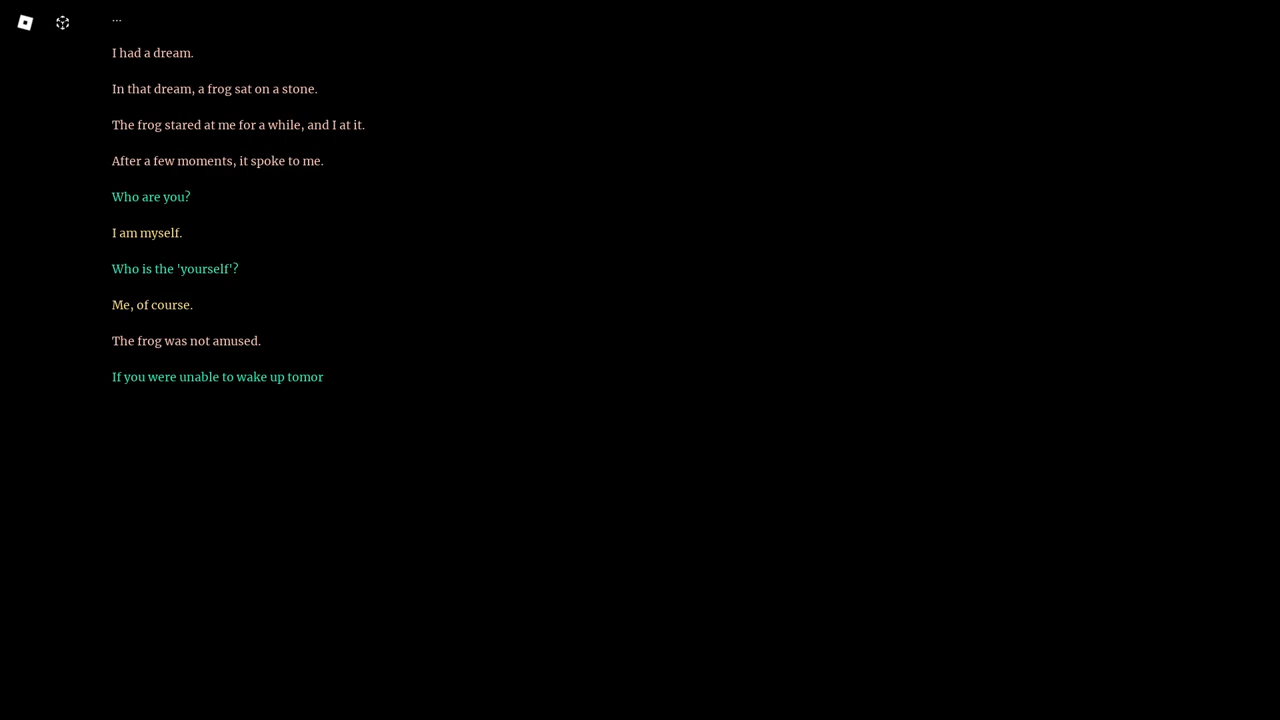 ...
I had a dream.
In that dream, a frog sat on a stone.
The frog stared at me for a while, and I at it.
After a few moments, it spoke to me.
Who are you?
I am myself.
Who is the 'yourself'?
Me, of course.
The frog was not amused.
If you were unable to wake up tomor